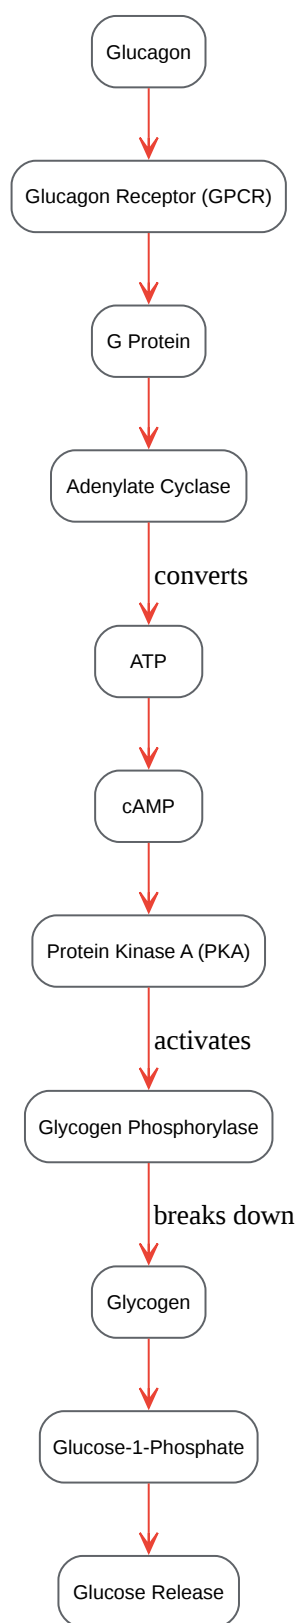 Glucagon
Glucagon Receptor (GPCR)
G Protein
Adenylate Cyclase
converts
ATP
cAMP
Protein Kinase A (PKA)
activates
Glycogen Phosphorylase
breaks down
Glycogen
Glucose-1-Phosphate
Glucose Release